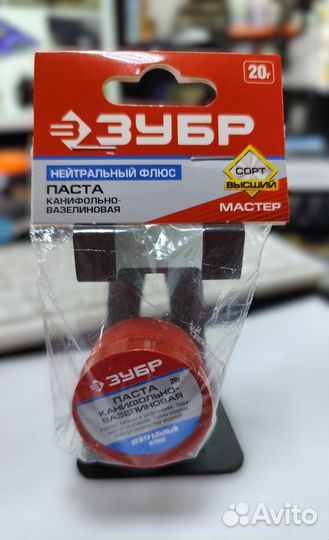 20г
ЗУБР
НЕЙТРАЛЬНЫЙ ФЛЮС
ПАСТА
КАНИФОЛЬНО-
ВАЗЕЛИНОВАЯ
СОРТ
ВЫСШИЙ
МАСТЕР
ЗУБР
20г
ПАСТА
КАНИФОЛЬНО-
ВАЗЕЛИНОВАЯ
НЕЙТРАЛЬНЫЙ
ФЛЮС
Avito